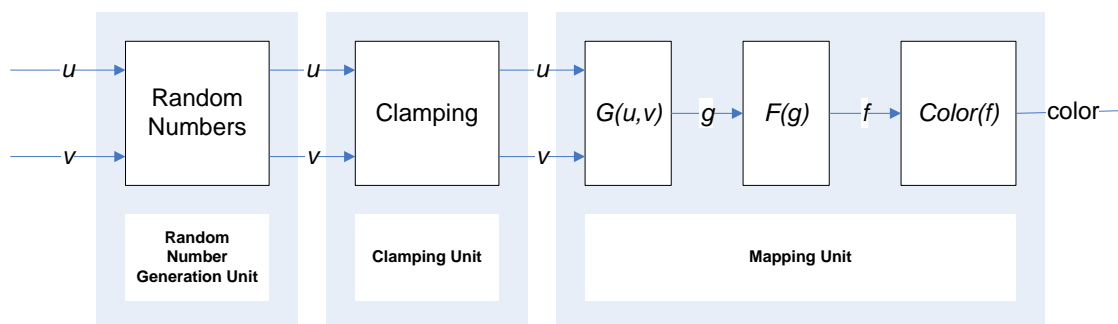 u
v
Random
Numbers
u
v
Clamping
u
v
G(u,v)
g
F(g)
f
Color(f)
color
Random
Number
Generation Unit
Clamping Unit
Mapping Unit